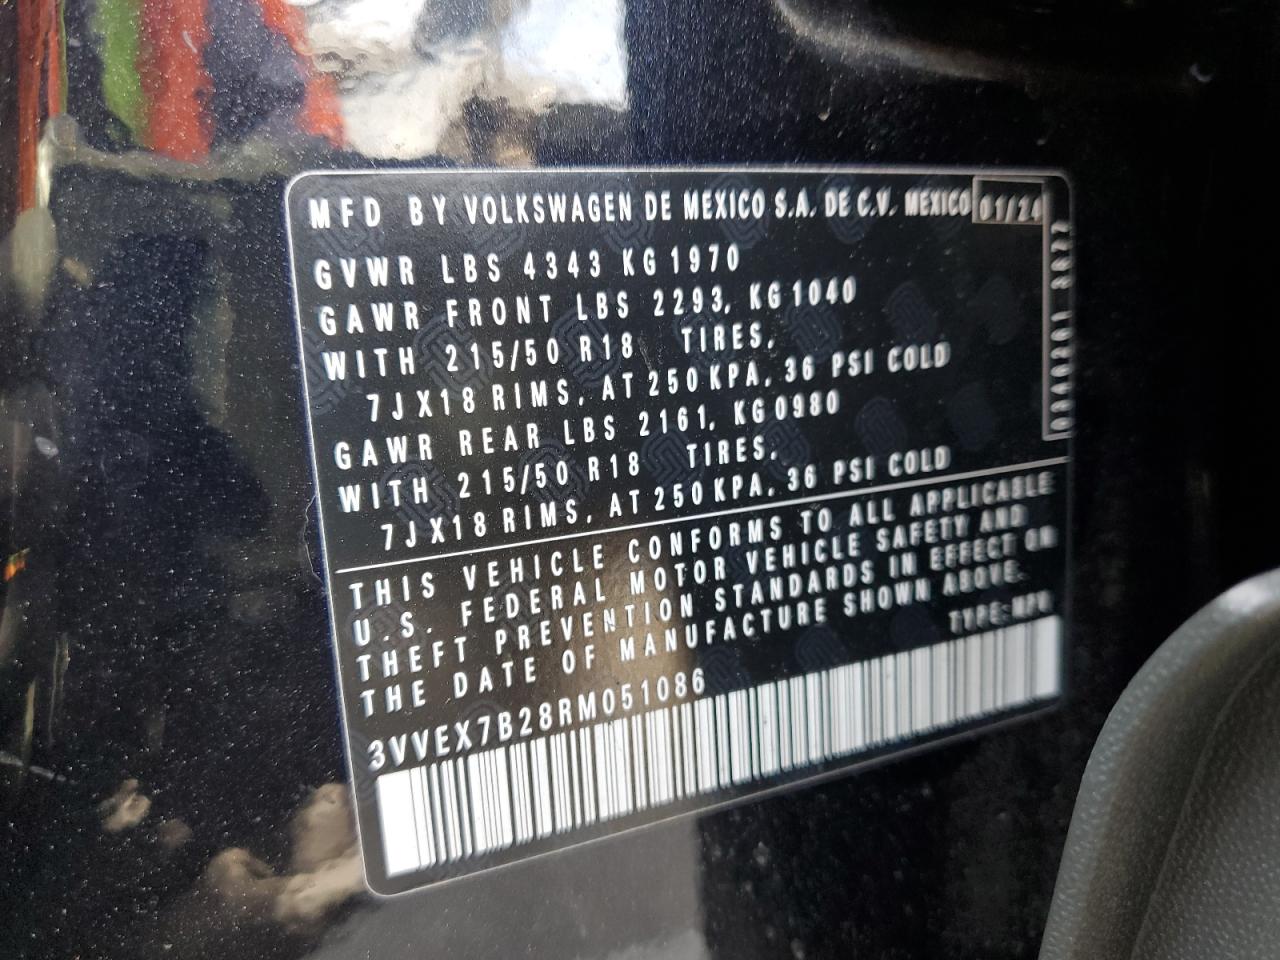 MFD BY VOLKSWAGEN DE MEXICO S.A. DE C.V. MEXICO 01/24
GVWR LBS 4343 KG 1970
GAWR FRONT LBS 2293, KG 1040
WITH 215/50 R18 TIRES,
7J X18 RIMS, AT 250 KPA, 36 PSI COLD
GAWR REAR LBS 2161, KG 0980
WITH 215/50 R18 TIRES,
7J X18 RIMS, AT 250 KPA, 36 PSI COLD
THIS VEHICLE CONFORMS TO ALL APPLICABLE
U.S. FEDERAL MOTOR VEHICLE SAFETY AND
THEFT PREVENTION STANDARDS IN EFFECT ON
THE DATE OF MANUFACTURE SHOWN ABOVE.
TYPE:MPV
3VVEX7B28RM051086